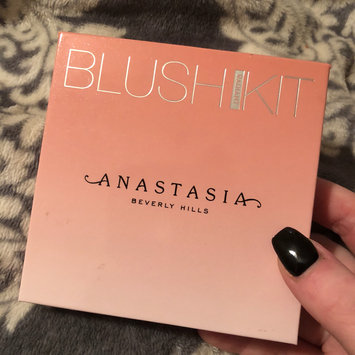 BLUSH KIT
ANASTASIA
BEVERLY HILLS